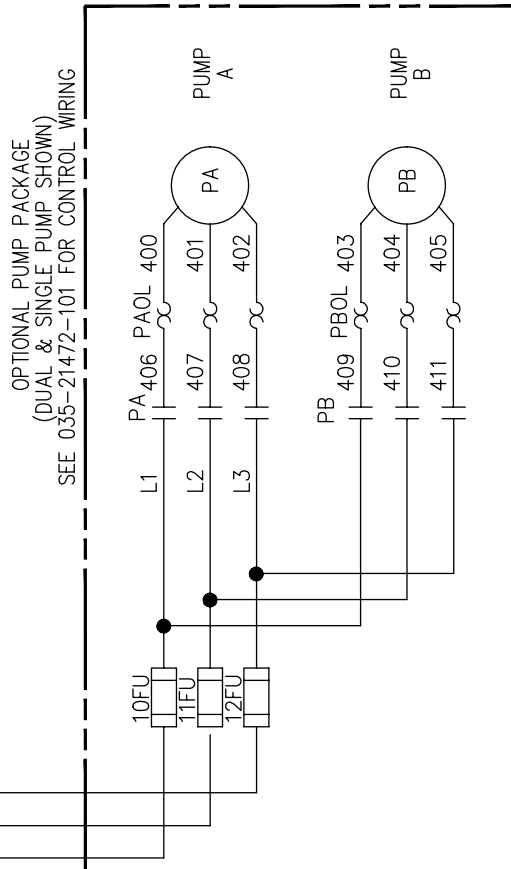 OPTIONAL PUMP PACKAGE
(DUAL & SINGLE PUMP SHOWN)
SEE 035-21472-101 FOR CONTROL WIRING
PUMP
A
PUMP
B
PA
PB
400
401
402
403
404
405
PAOL
PBOL
406
407
408
409
410
411
PA
PB
L1
L2
L3
10FU
11FU
12FU